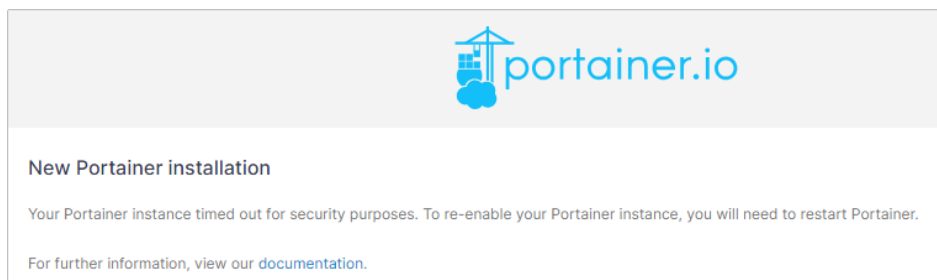 portainer.io
New Portainer installation
Your Portainer instance timed out for security purposes. To re-enable your Portainer instance, you will need to restart Portainer.
For further information, view our documentation.